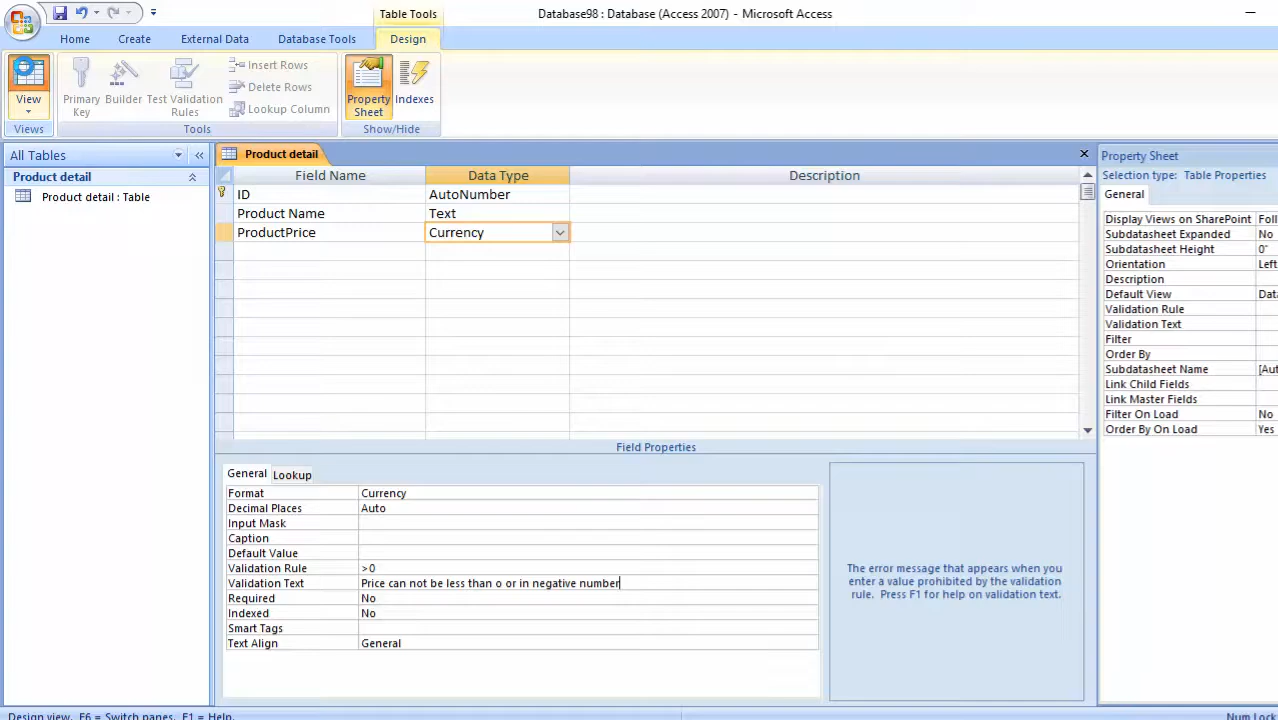 Table Tools
Database98 : Database (Access 2007) - Microsoft Access
Home
Create
External Data
Database Tools
Design
View
Primary Key
Builder
Test Validation Rules
Insert Rows
Delete Rows
Lookup Column
Property Sheet
Indexes
Views
Tools
Show/Hide
All Tables
Product detail
Product detail : Table
Product detail
Field Name
Data Type
Description
ID
AutoNumber
Product Name
Text
ProductPrice
Currency
Field Properties
General
Lookup
Format
Currency
Decimal Places
Auto
Input Mask
Caption
Default Value
Validation Rule
>0
Validation Text
Price can not be less than o or in negative number
Required
No
Indexed
No
Smart Tags
Text Align
General
The error message that appears when you
enter a value prohibited by the validation
rule. Press F1 for help on validation text.
Property Sheet
Selection type: Table Properties
General
Display Views on SharePoint
Foll
Subdatasheet Expanded
No
Subdatasheet Height
0"
Orientation
Left
Description
Default View
Data
Validation Rule
Validation Text
Filter
Order By
Subdatasheet Name
[Aut
Link Child Fields
Link Master Fields
Filter On Load
No
Order By On Load
Yes
Design view. F6 = Switch panes. F1 = Help.
Num Lock